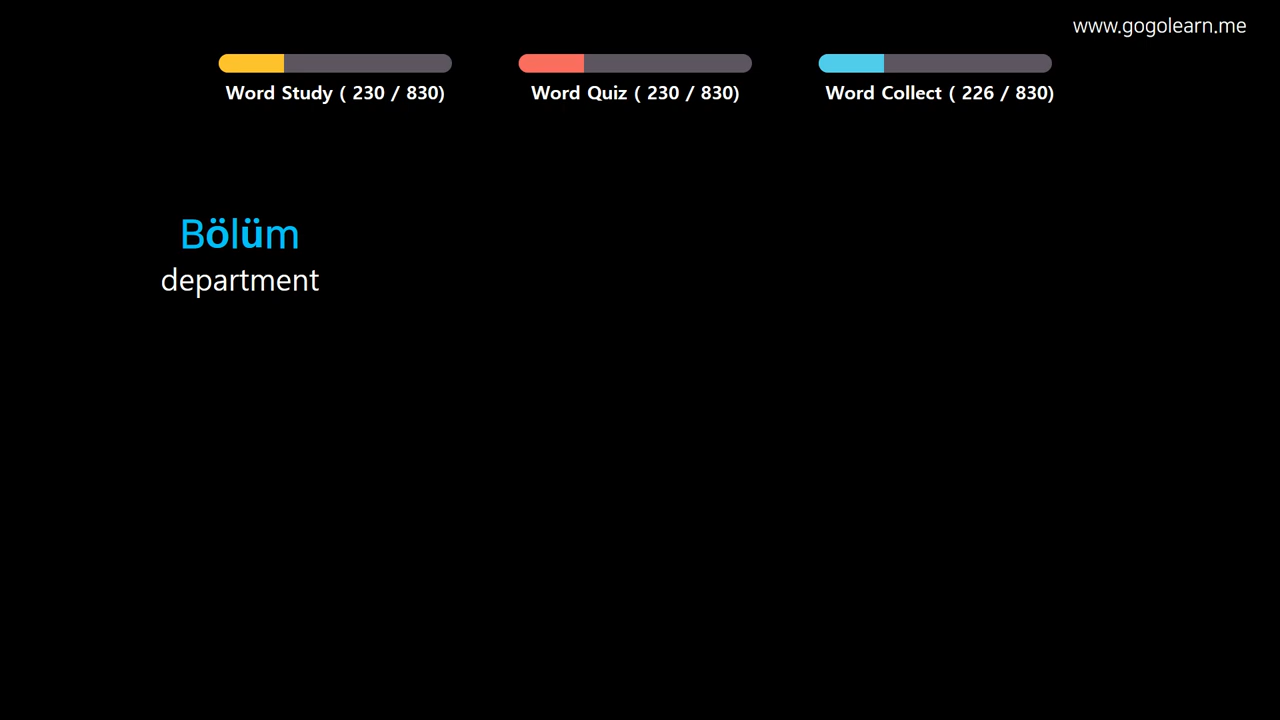 www.gogolearn.me
Word Study ( 230 / 830)
Word Quiz ( 230 / 830)
Word Collect ( 226 / 830)
Bölüm
department